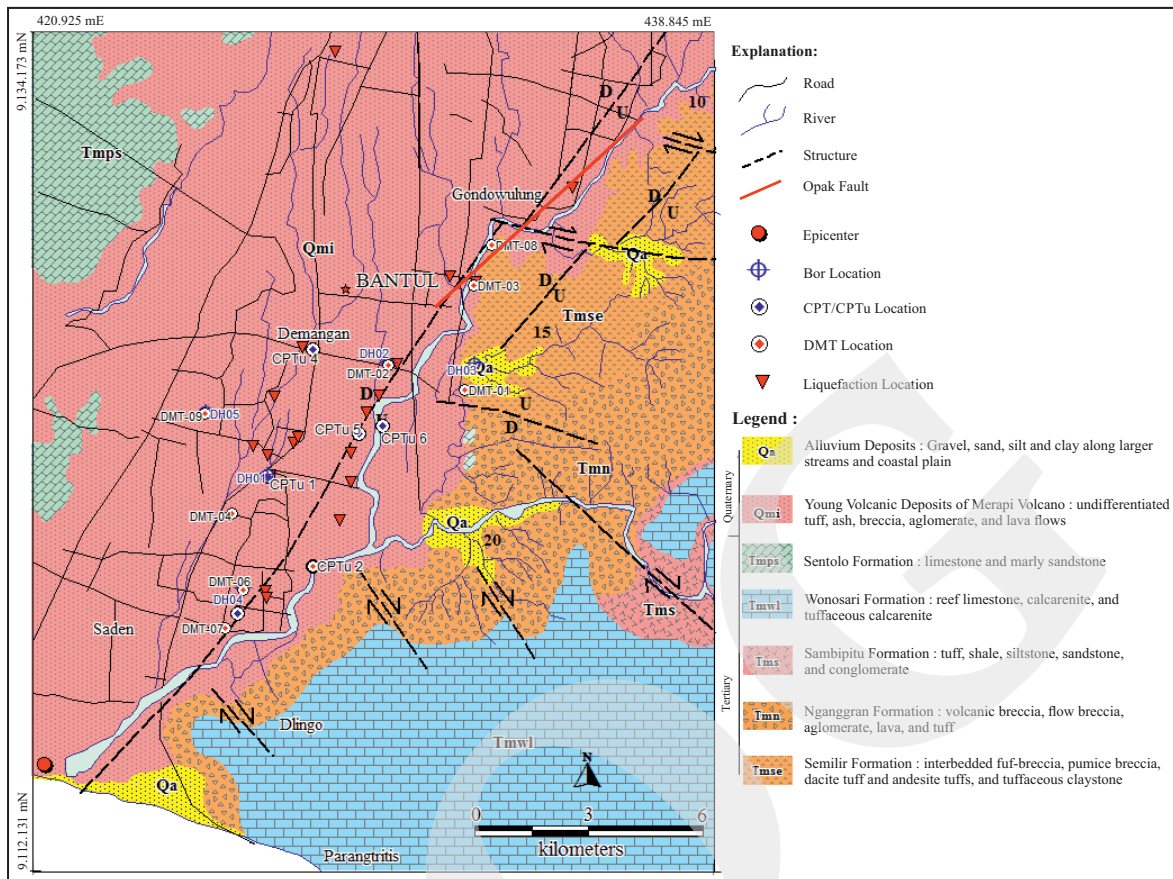 420.925 mE
438.845 mE
9.134.173 mN
9.112.131 mN
D
U
10
Tmps
Gondowulung
D
U
Qmi
DMT-08
Qa
BANTUL
DMT-03
D
U
Tmse
15
Demangan
CPTu 4
DH02
DMT-02
DH03
Qa
DMT-01
D
U
DMT-09
DH05
CPTu 5
CPTu 6
U
D
Tmn
DH01
CPTu 1
DMT-04
Qa
20
CPTu 2
DMT-06
DH04
Tms
Saden
DMT-07
Dlingo
Tmwl
Qa
N
0 3 6
kilometers
Parangtritis
Explanation:
Road
River
Structure
Opak Fault
Epicenter
Bor Location
CPT/CPTu Location
DMT Location
Liquefaction Location
Legend :
Quaternary
Tertiary
Qa Alluvium Deposits : Gravel, sand, silt and clay along larger
streams and coastal plain
Qmi Young Volcanic Deposits of Merapi Volcano : undifferentiated
tuff, ash, breccia, aglomerate, and lava flows
Tmps Sentolo Formation : limestone and marly sandstone
Tmwl Wonosari Formation : reef limestone, calcarenite, and
tuffaceous calcarenite
Tms Sambipitu Formation : tuff, shale, siltstone, sandstone,
and conglomerate
Tmn Nganggran Formation : volcanic breccia, flow breccia,
aglomerate, lava, and tuff
Tmse Semilir Formation : interbedded fuf-breccia, pumice breccia,
dacite tuff and andesite tuffs, and tuffaceous claystone